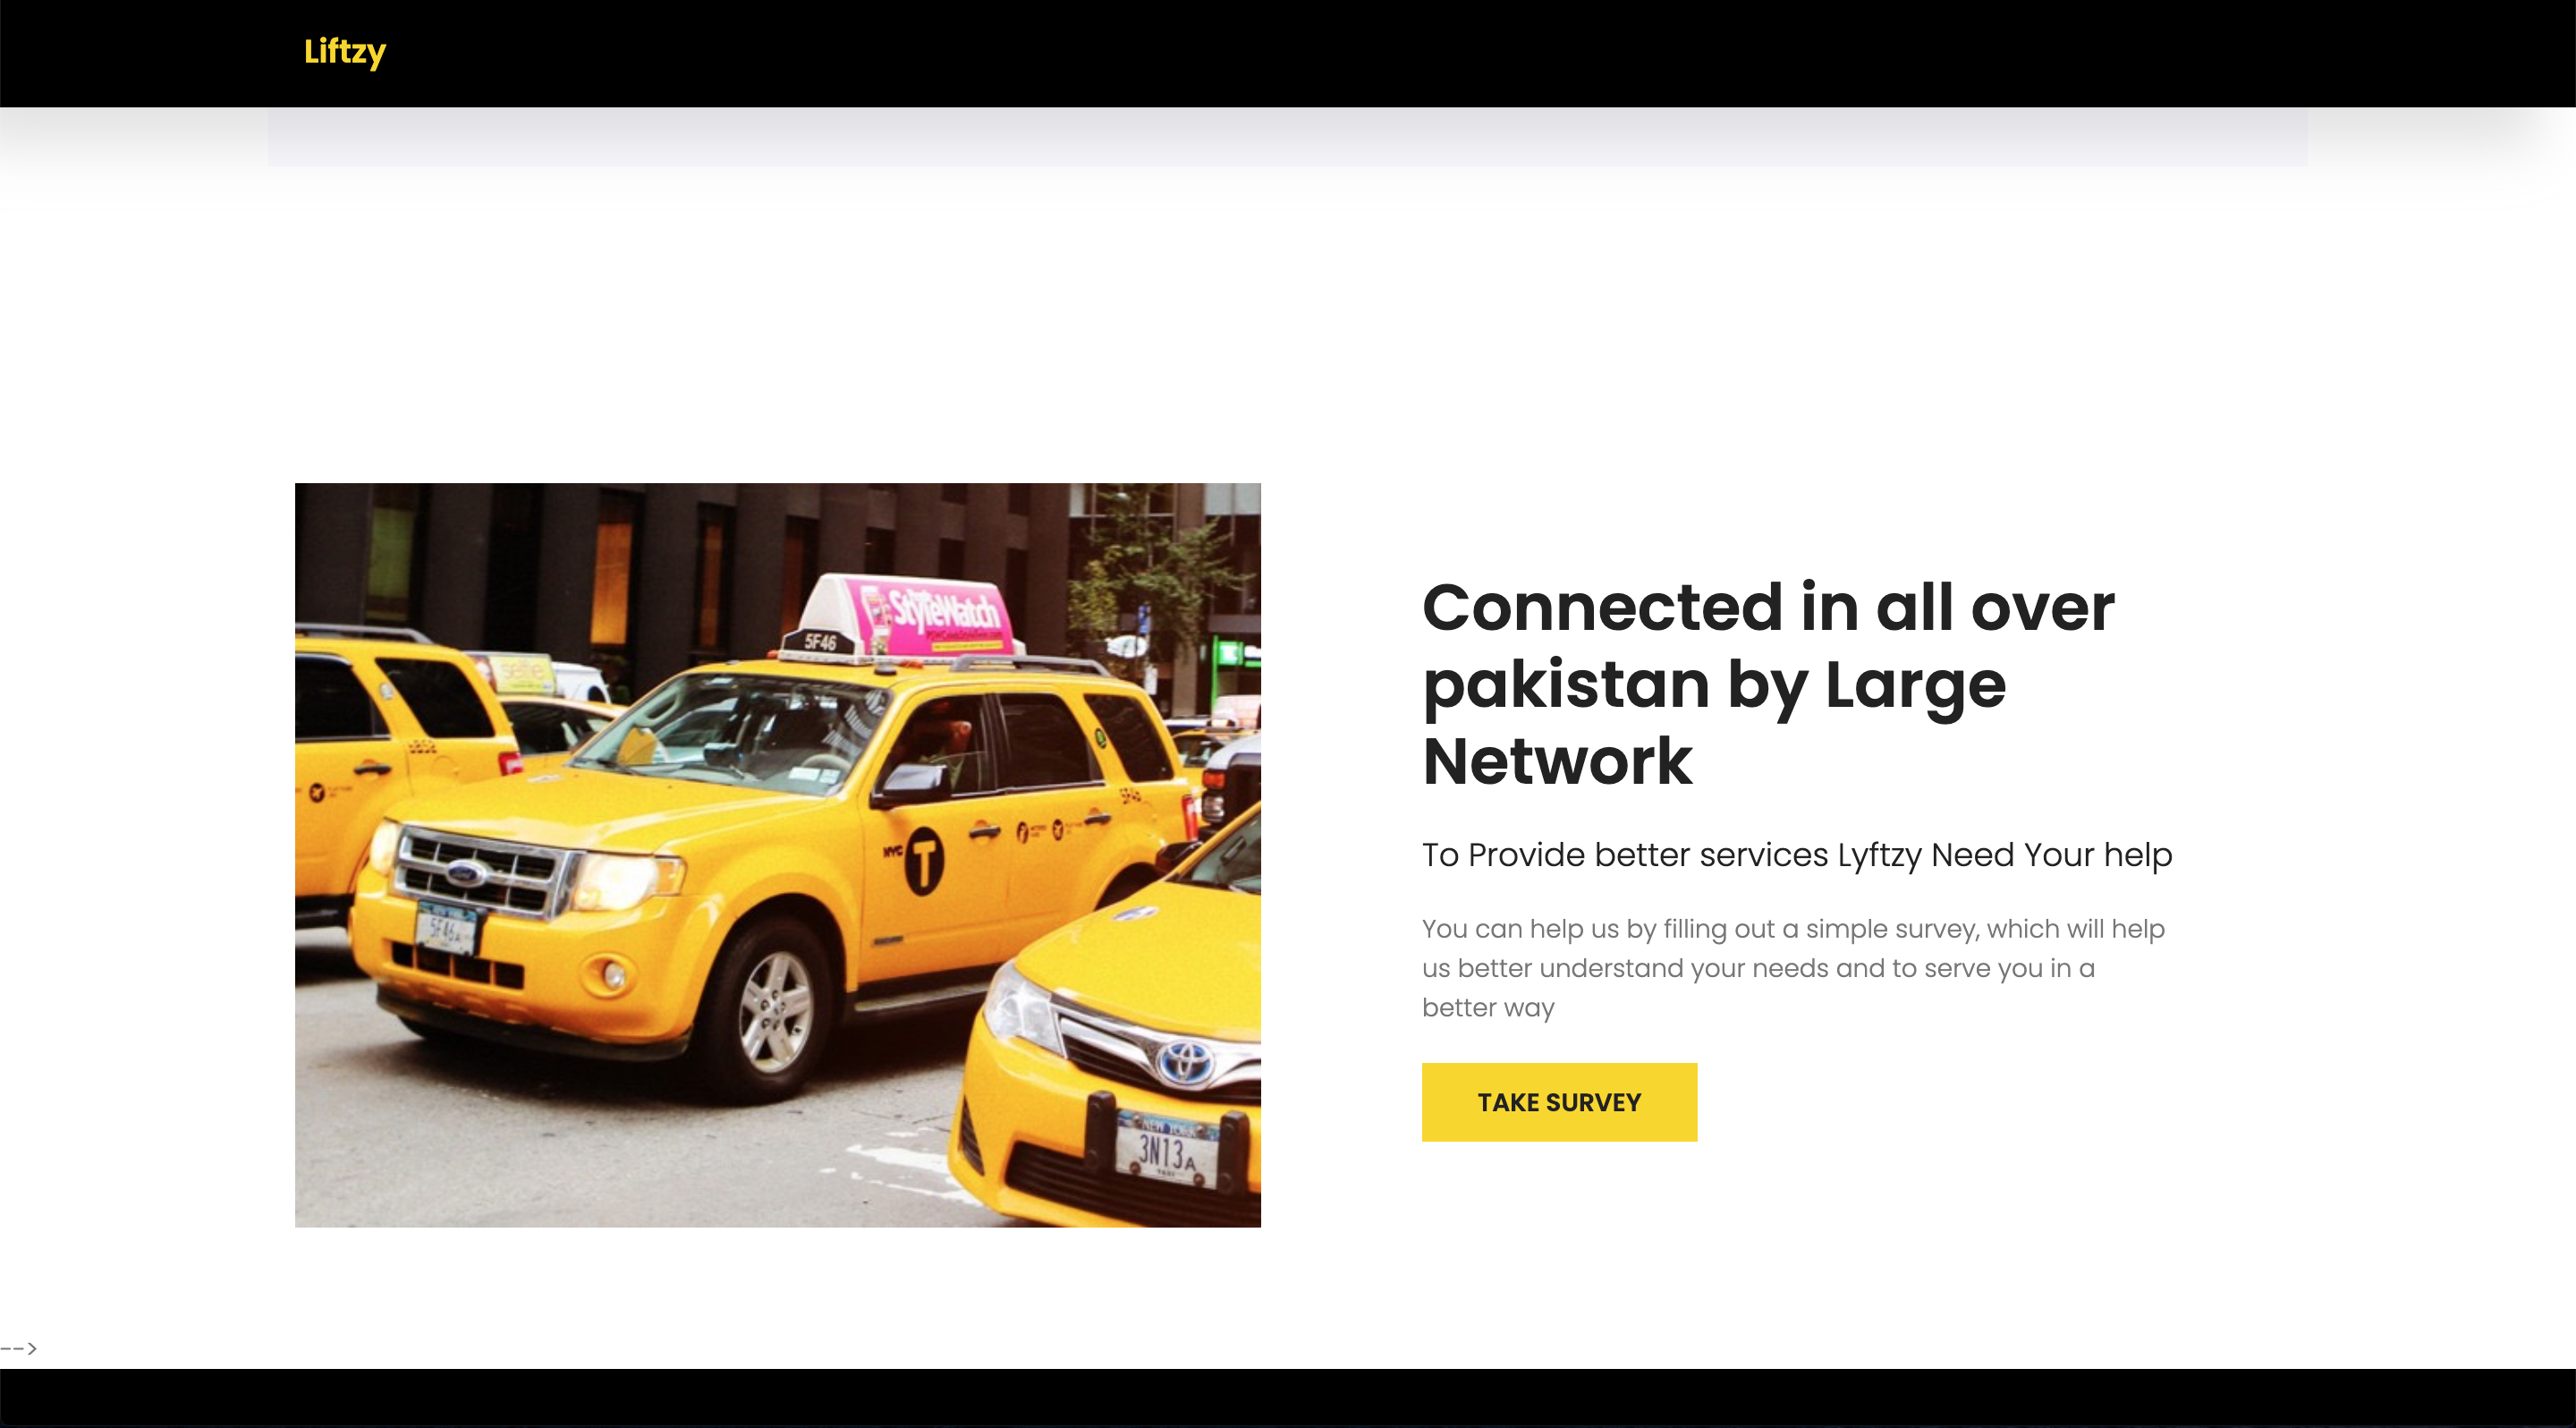 Liftzy
StyleWatch
5F46
selfie
NYC T
5F46A
NEW YORK
3N13A
TAXI
Connected in all over
pakistan by Large
Network
To Provide better services Lyftzy Need Your help
You can help us by filling out a simple survey, which will help
us better understand your needs and to serve you in a
better way
TAKE SURVEY
-->